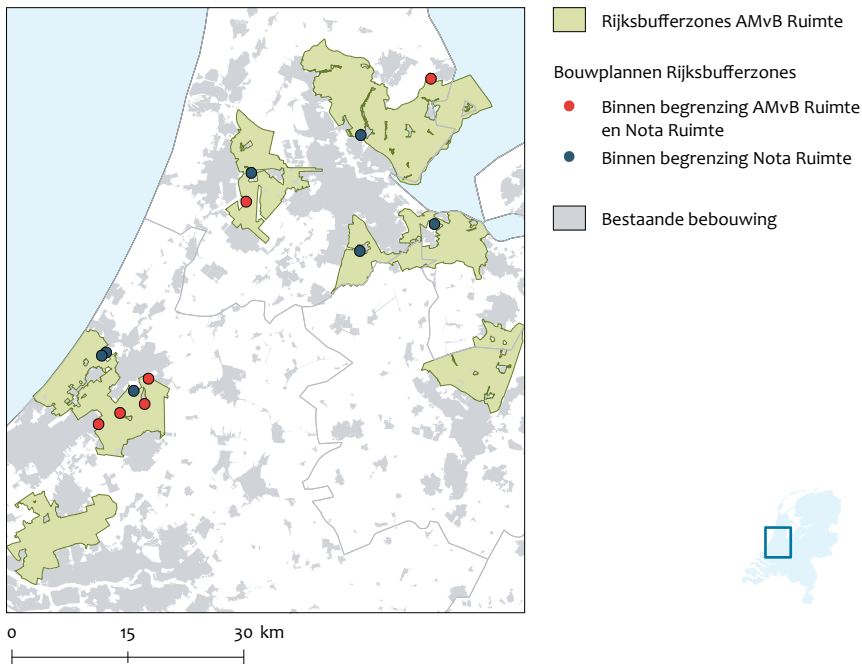 Rijksbufferzones AMvB Ruimte
Bouwplannen Rijksbufferzones
Binnen begrenzing AMvB Ruimte
en Nota Ruimte
Binnen begrenzing Nota Ruimte
Bestaande bebouwing
0 15 30 km